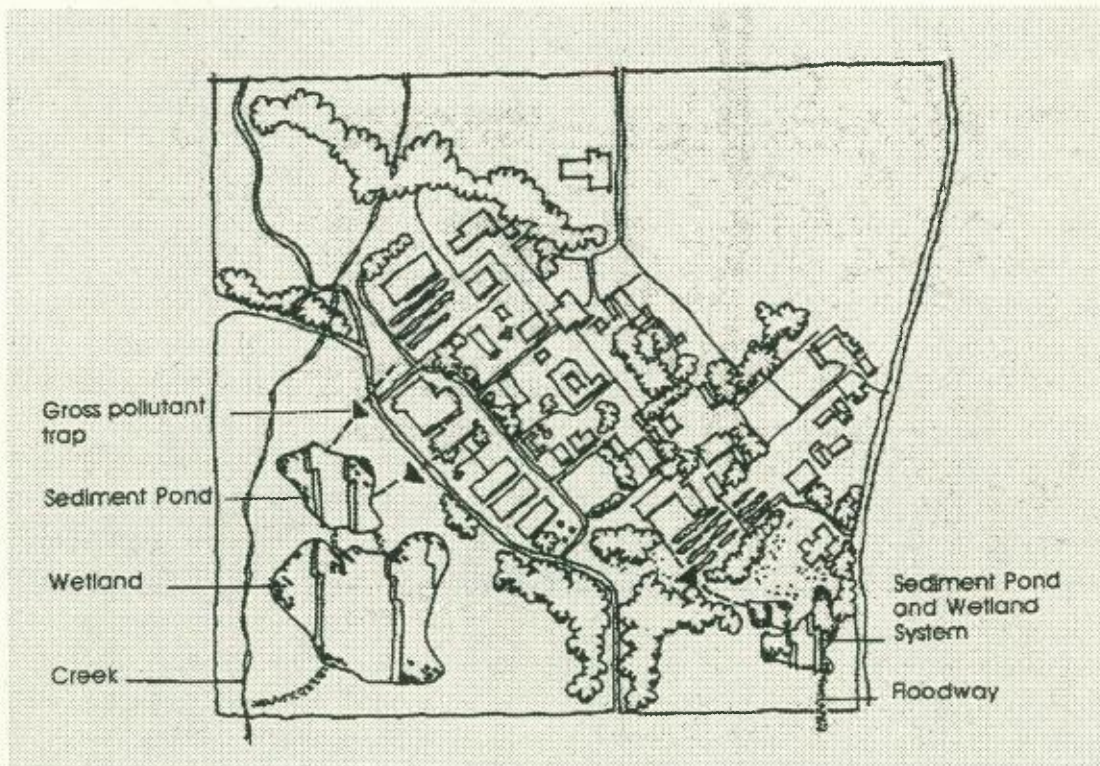 Gross pollutant
trap
Sediment Pond
Wetland
Creek
Sediment Pond
and Wetland
System
Floodway